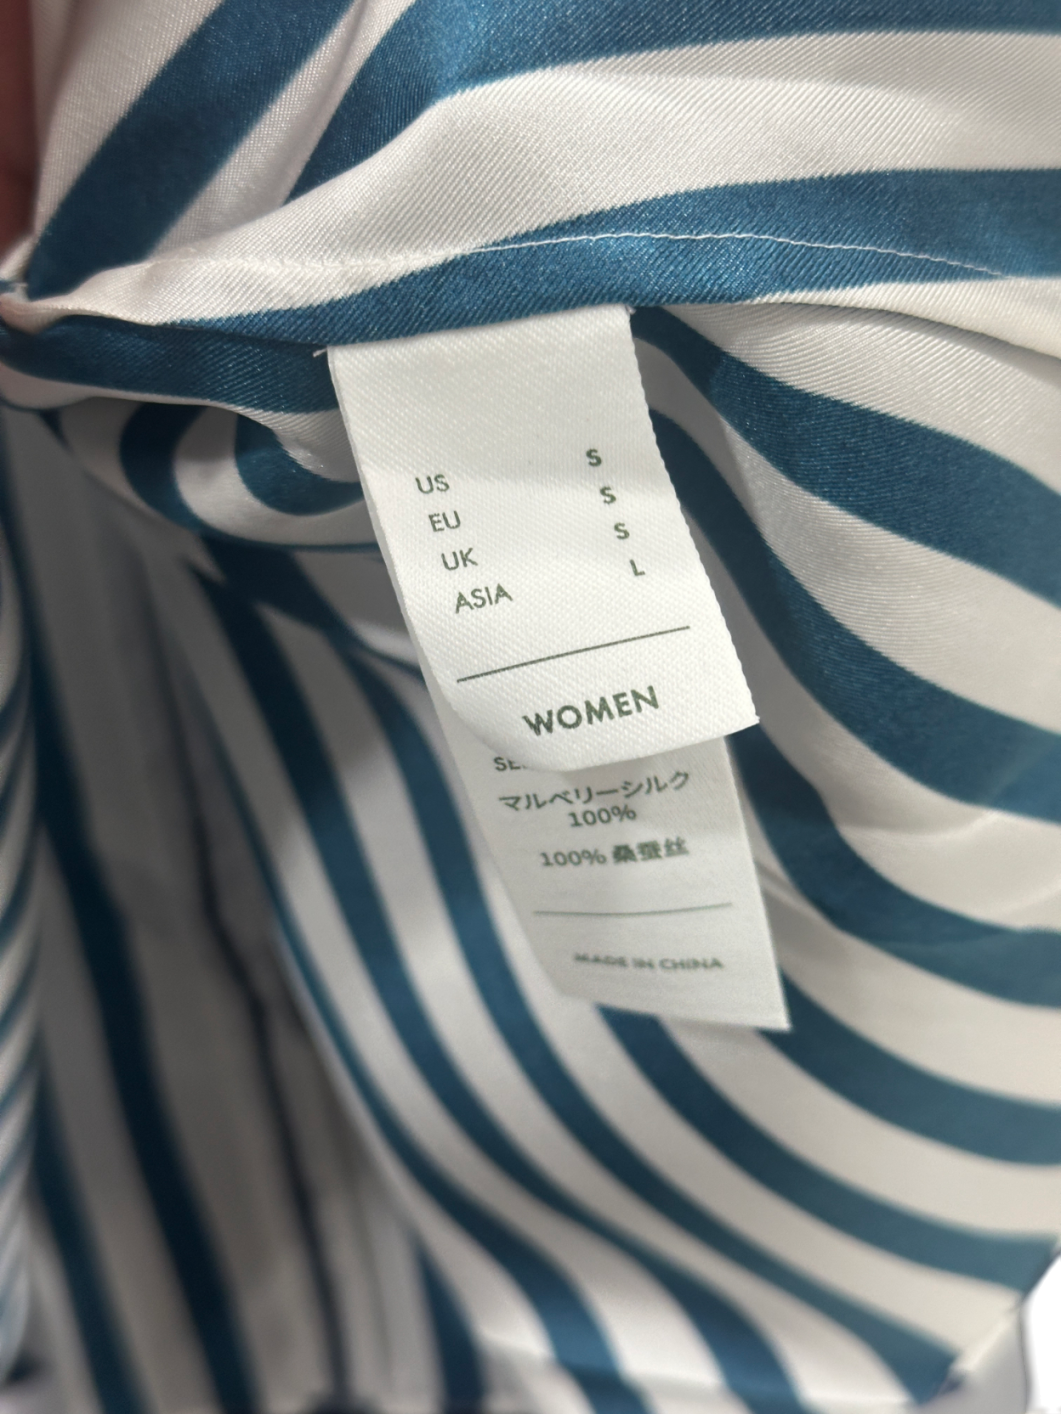 US S
EU S
UK S
ASIA L
WOMEN
マルベリーシルク
100%
100% 桑蚕丝
MADE IN CHINA